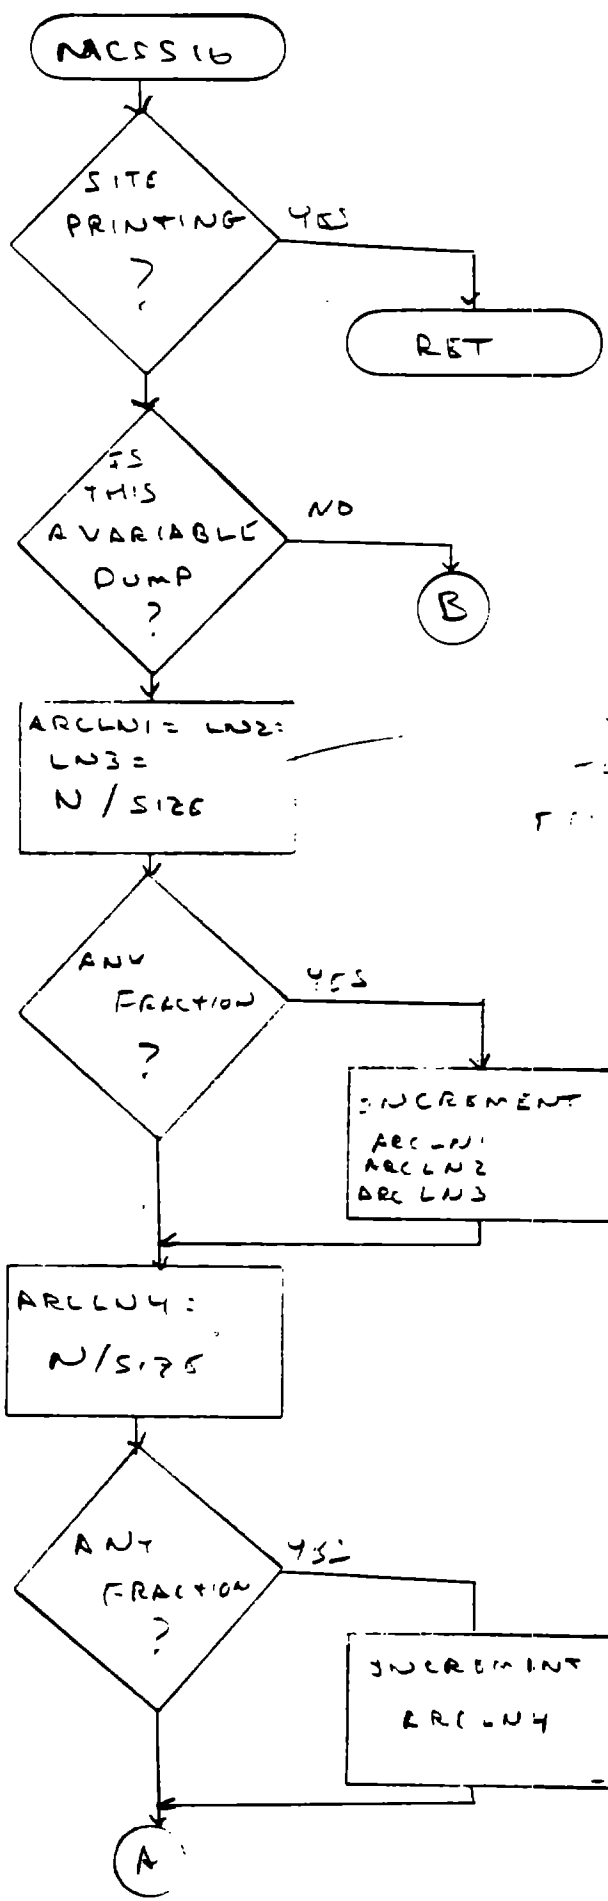 MCSS16
SITE
PRINTING
?
YES
RET
IS
THIS
A VARIABLE
DUMP
?
NO
B
ARCLN1 = LN2 =
LN3 =
N / SIZE
ANY
FRACTION
?
YES
INCREMENT
ARCLN1
ARCLN2
ARCLN3
ARCLN4 =
N/SIZE
ANY
FRACTION
?
YES
INCREMENT
ARCLN4
A